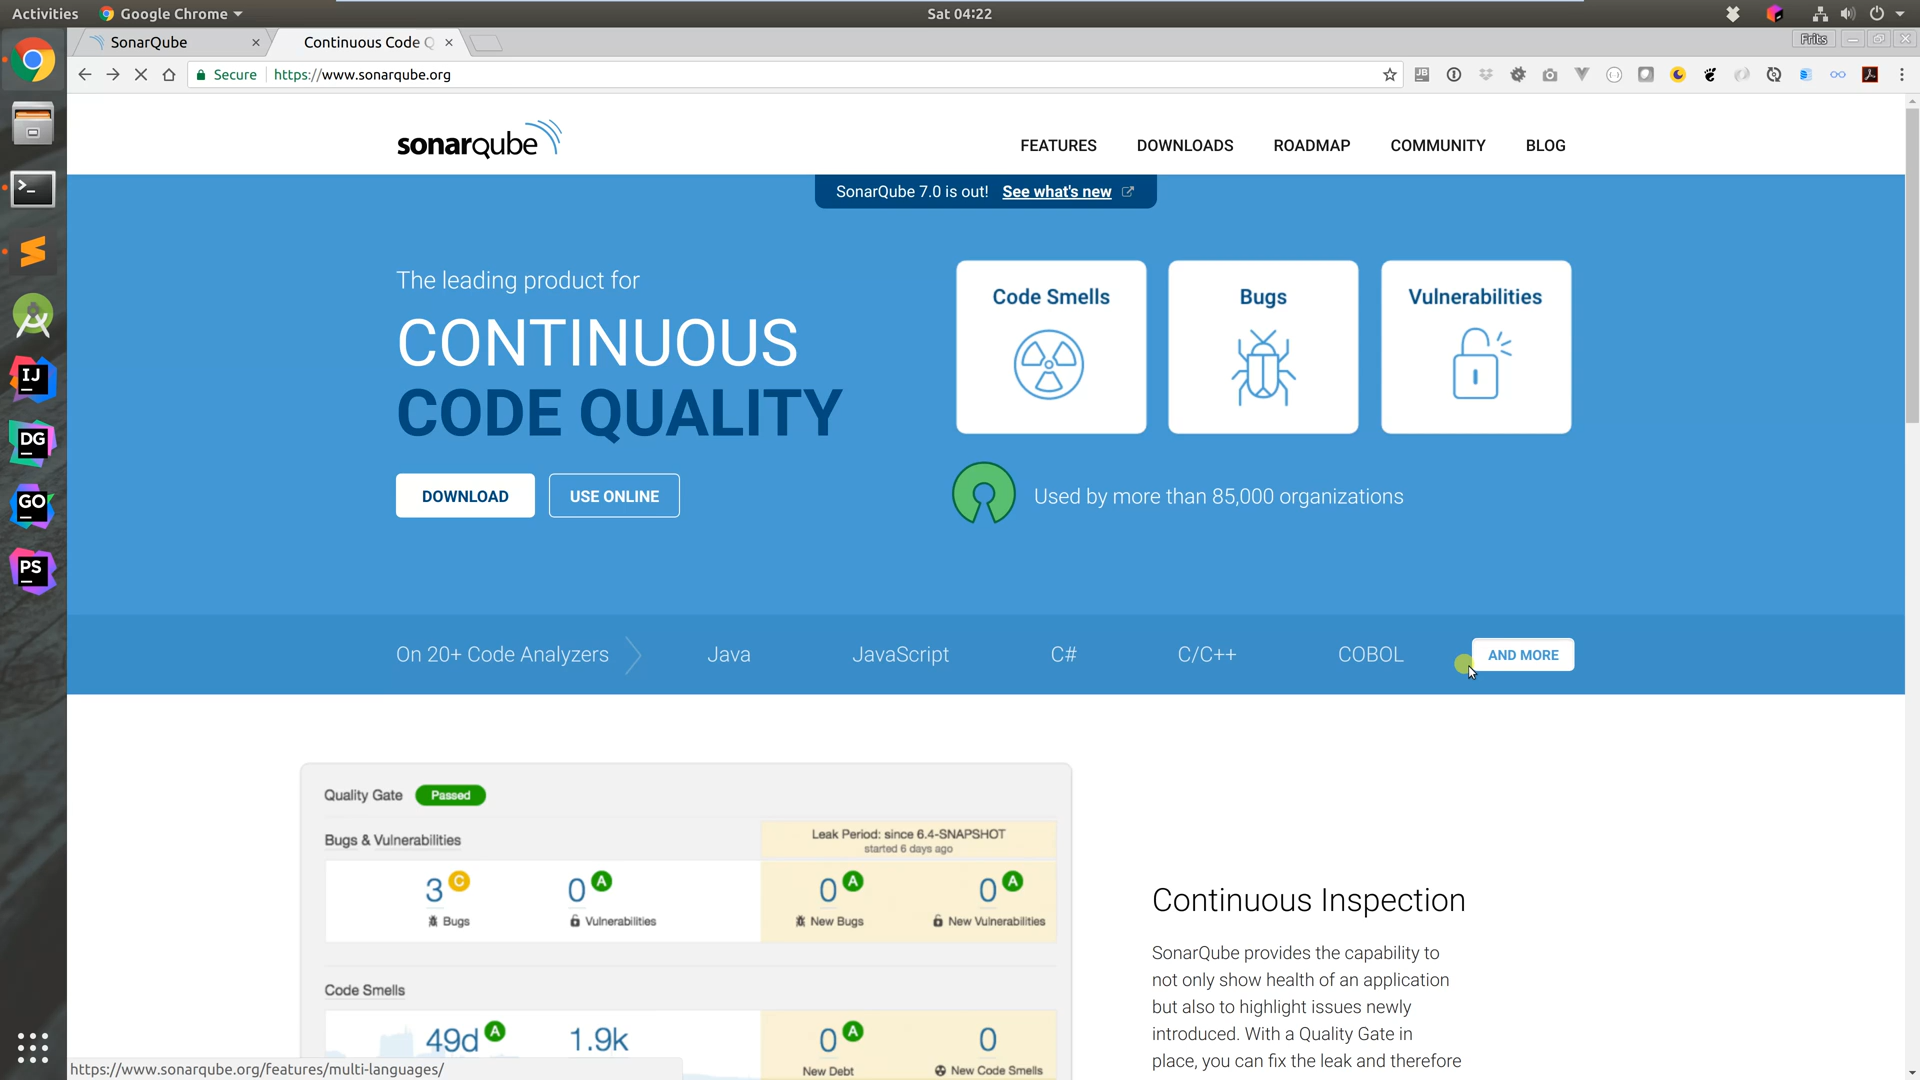 Activities
Google Chrome
Sat 04:22
SonarQube
Continuous Code Q
Frits
Secure
https://www.sonarqube.org
JB
sonarqube
FEATURES
DOWNLOADS
ROADMAP
COMMUNITY
BLOG
SonarQube 7.0 is out! See what's new
The leading product for
CONTINUOUS
CODE QUALITY
DOWNLOAD
USE ONLINE
Code Smells
Bugs
Vulnerabilities
Used by more than 85,000 organizations
On 20+ Code Analyzers
Java
JavaScript
C#
C/C++
COBOL
AND MORE
IJ
DG
GO
PS
Quality Gate
Passed
Bugs & Vulnerabilities
Leak Period: since 6.4-SNAPSHOT
started 6 days ago
3 C
0 A
0 A
0 A
Bugs
Vulnerabilities
New Bugs
New Vulnerabilities
Code Smells
49d A
1.9k
0 A
0
New Debt
New Code Smells
Continuous Inspection
SonarQube provides the capability to
not only show health of an application
but also to highlight issues newly
introduced. With a Quality Gate in
place, you can fix the leak and therefore
https://www.sonarqube.org/features/multi-languages/